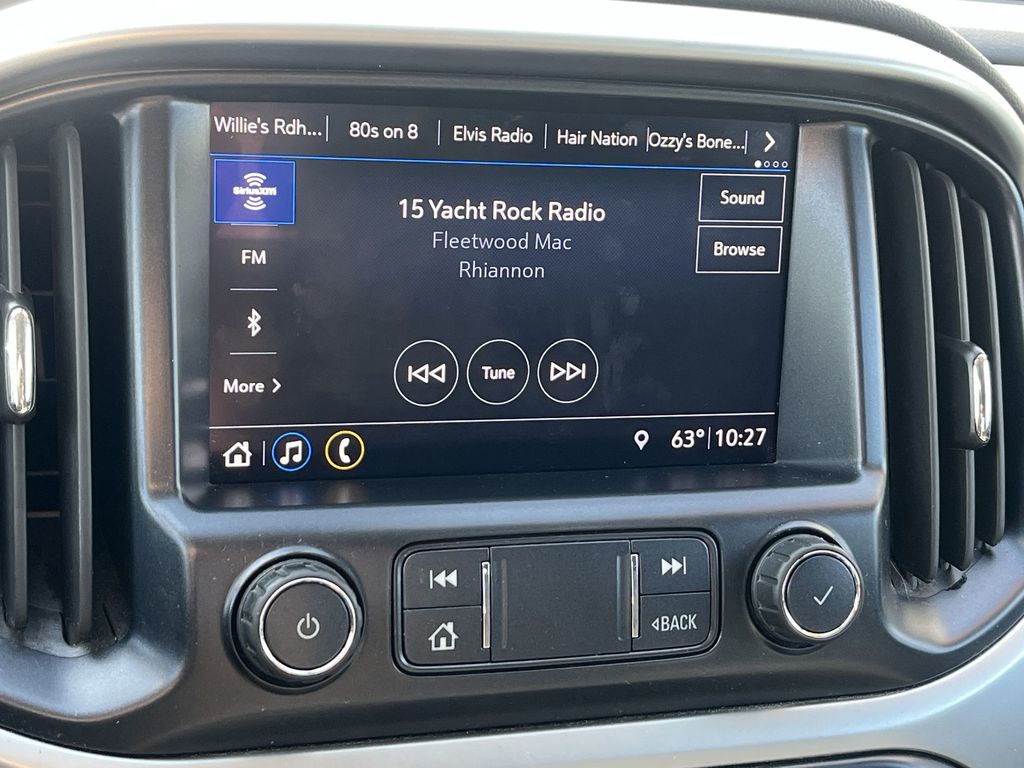 Willie's Rdh... 80s on 8 Elvis Radio Hair Nation Ozzy's Bone...
SiriusXM
15 Yacht Rock Radio
Fleetwood Mac
Rhiannon
Sound
Browse
FM
More
Tune
63° 10:27
BACK